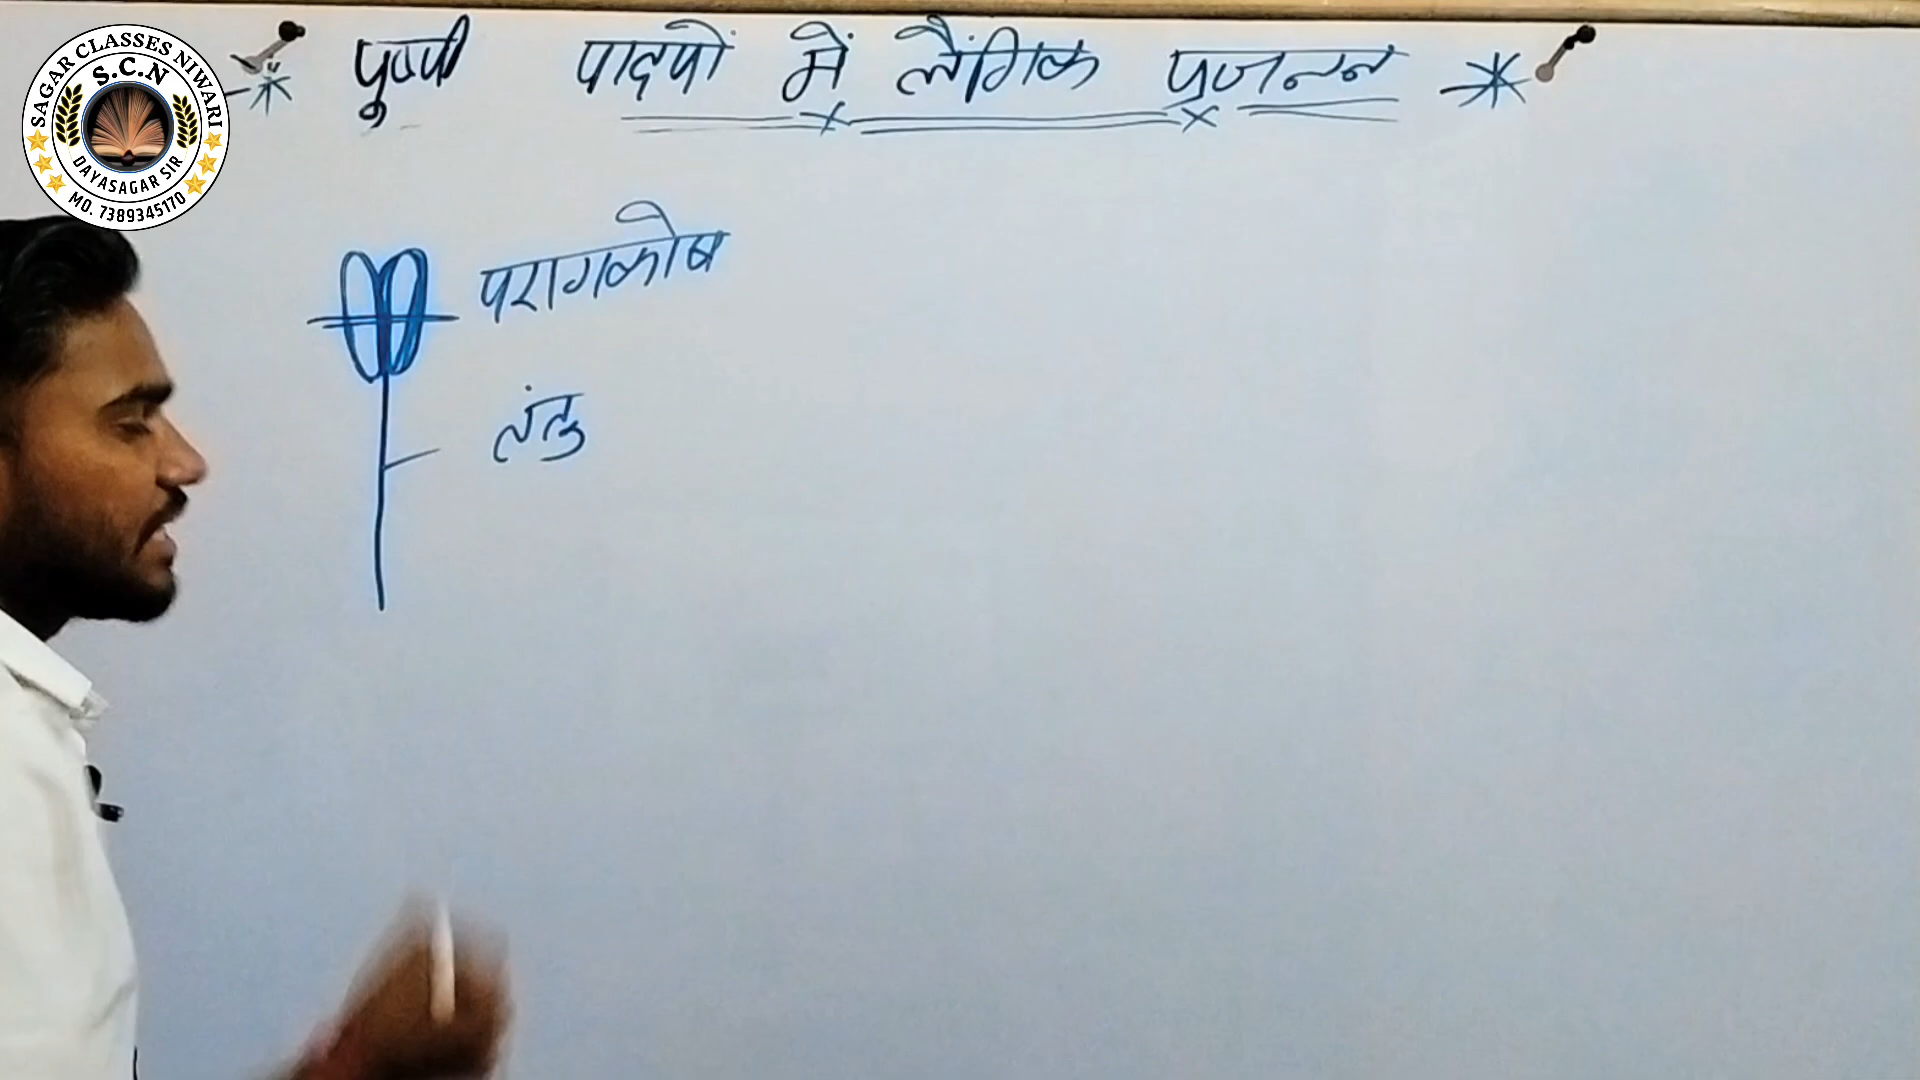 SAGAR CLASSES NIWARI
S.C.N
DAYASAGAR SIR
MO. 7389345170
पुष्पी पादपों में लैंगिक प्रजनन
परागकोष
तंतु